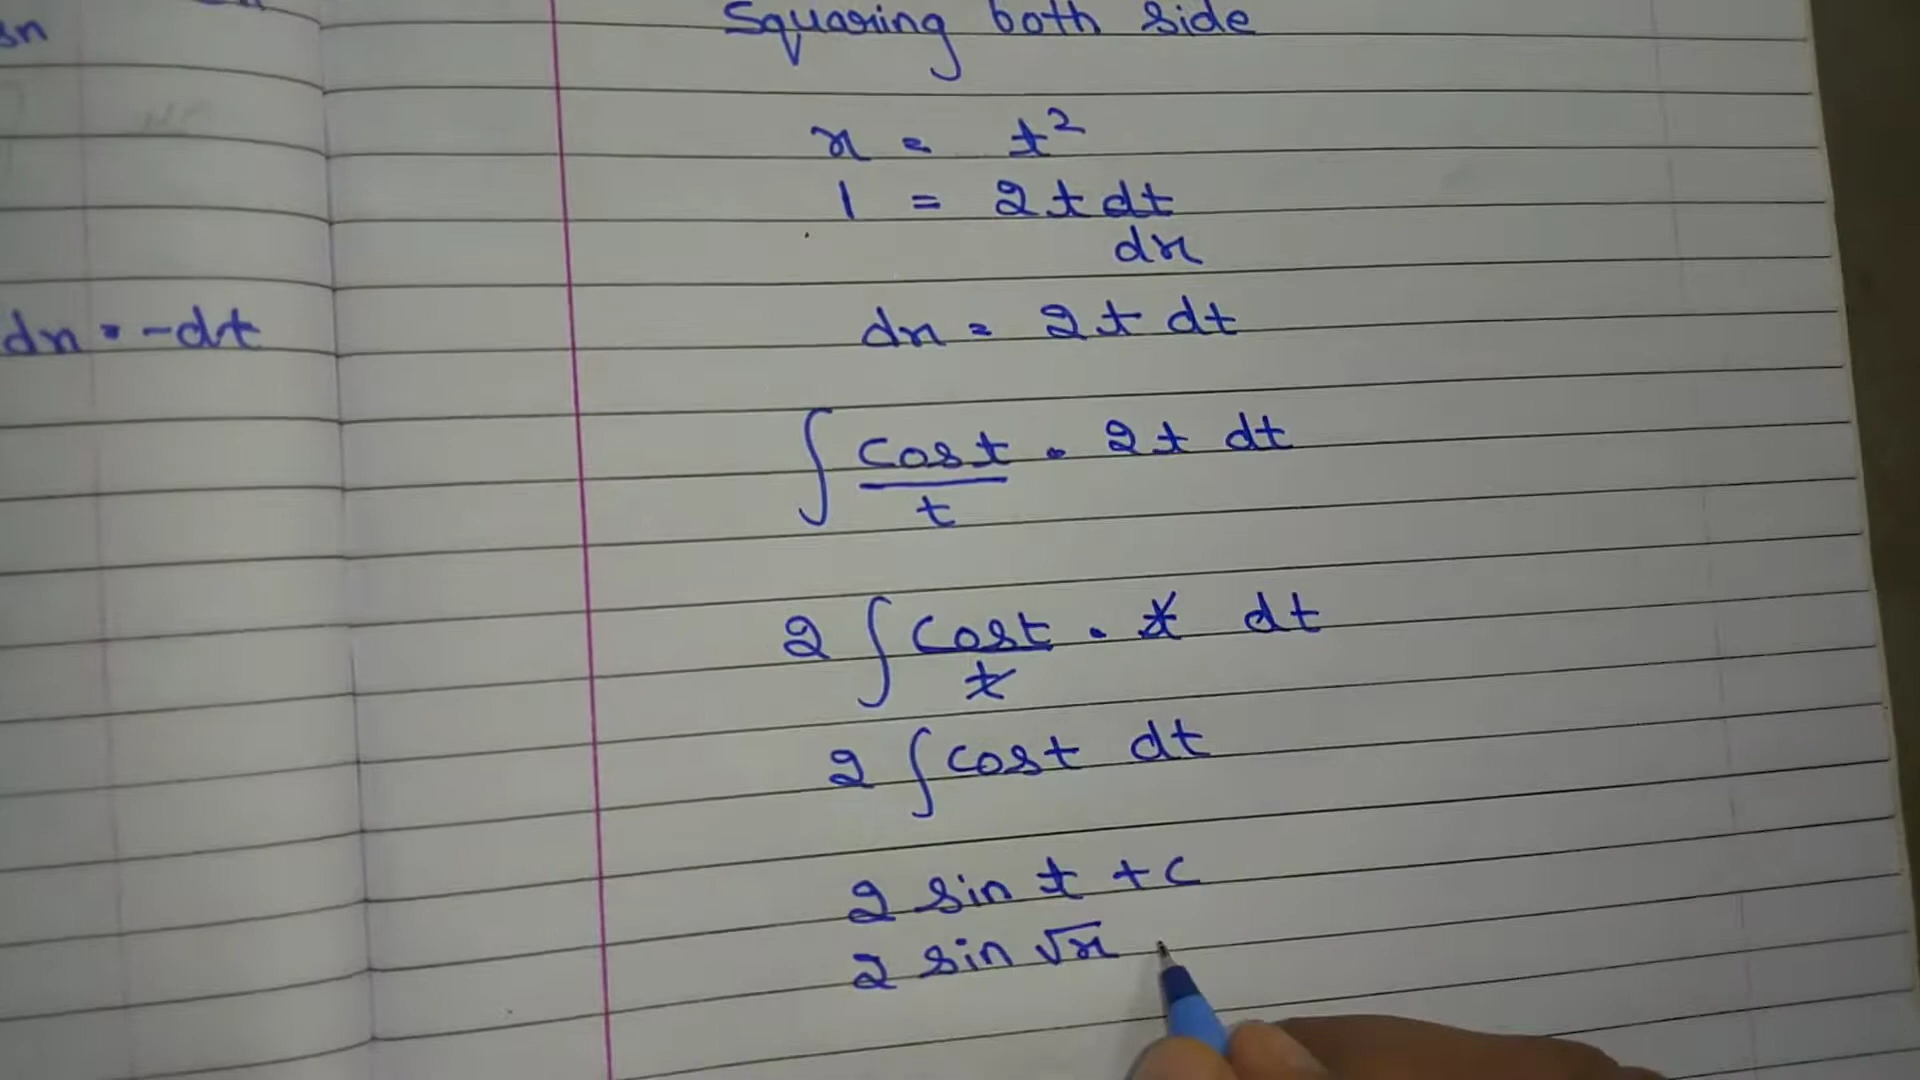 Squaring both side
x = t²
1 = 2t dt
dx
dx = -dt
dx = 2t dt
∫ cos t . 2t dt
t
2 ∫ cos t . t dt
t
2 ∫ cos t dt
2 sin t + c
2 sin √x